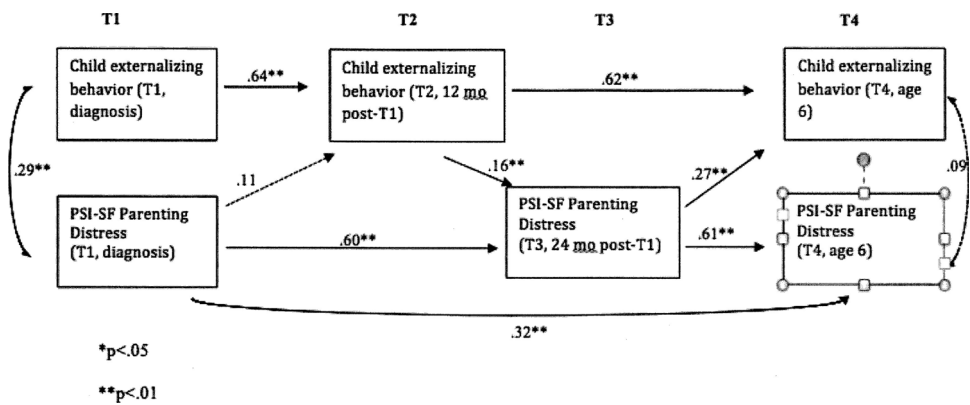 T1
T2
T3
T4
Child externalizing
behavior (T1,
diagnosis)
.64**
Child externalizing
behavior (T2, 12 mo
post-T1)
.62**
Child externalizing
behavior (T4, age
6)
.29**
.11
.16**
.27**
.09
PSI-SF Parenting
Distress
(T1, diagnosis)
.60**
PSI-SF Parenting
Distress
(T3, 24 mo post-T1)
.61**
PSI-SF Parenting
Distress
(T4, age 6)
.32**
*p<.05
**p<.01